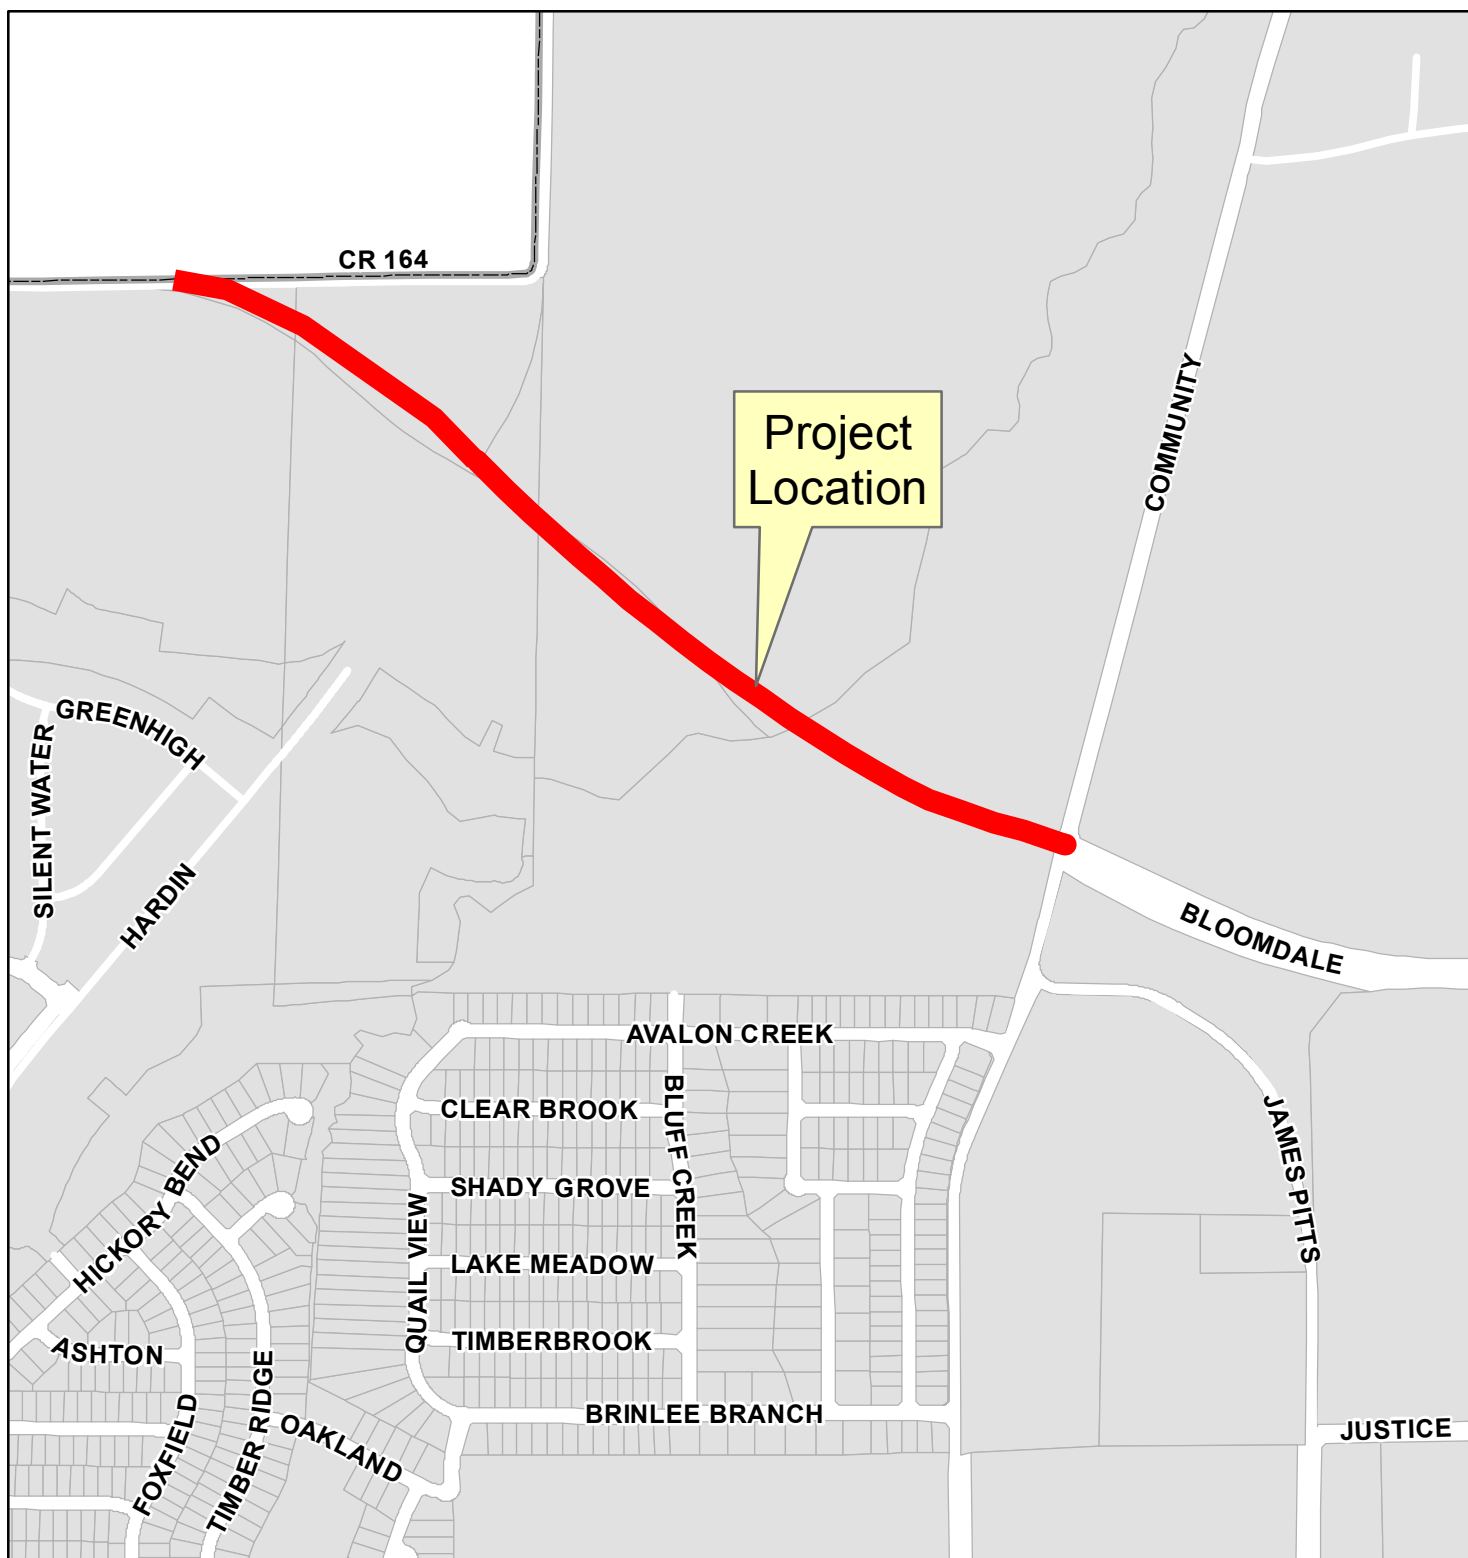 CR 164
COMMUNITY
Project
Location
GREENHIGH
SILENT WATER
HARDIN
BLOOMDALE
AVALON CREEK
BLUFF CREEK
CLEAR BROOK
JAMES PITTS
HICKORY BEND
SHADY GROVE
QUAIL VIEW
LAKE MEADOW
TIMBERBROOK
ASHTON
TIMBER RIDGE
FOXFIELD
OAKLAND
BRINLEE BRANCH
JUSTICE